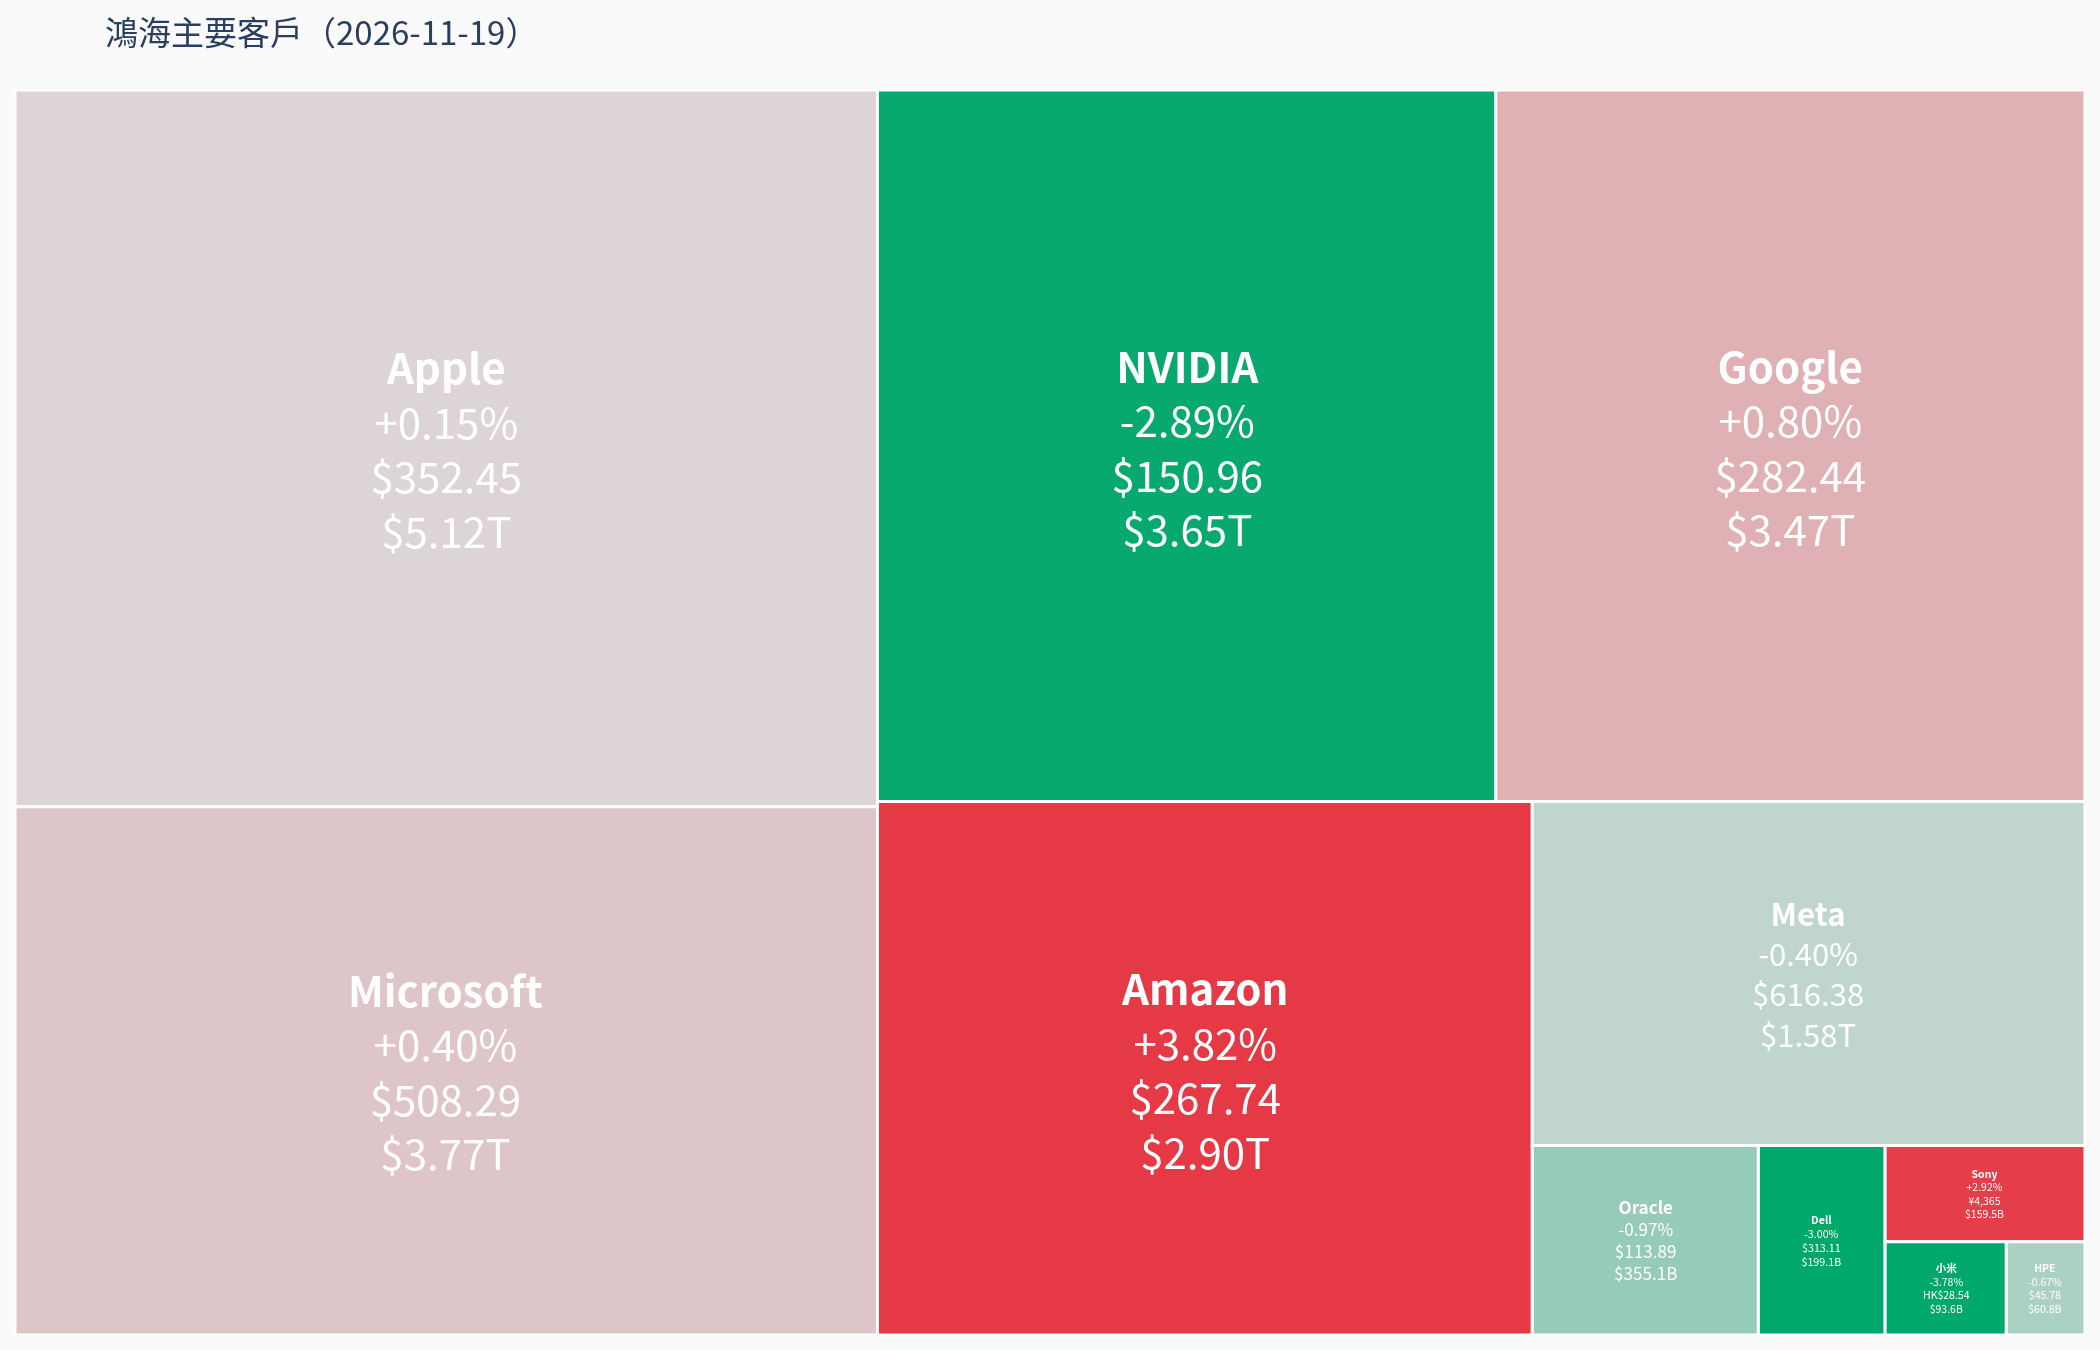 鴻海主要客戶（2026-11-19）
Apple
+0.15%
$352.45
$5.12T
NVIDIA
-2.89%
$150.96
$3.65T
Google
+0.80%
$282.44
$3.47T
Microsoft
+0.40%
$508.29
$3.77T
Amazon
+3.82%
$267.74
$2.90T
Meta
-0.40%
$616.38
$1.58T
Oracle
-0.97%
$113.89
$355.1B
Dell
-3.00%
$313.11
$199.1B
Sony
+2.92%
¥4,365
$159.5B
小米
-3.78%
HK$28.54
$93.6B
HPE
-0.67%
$45.78
$60.8B